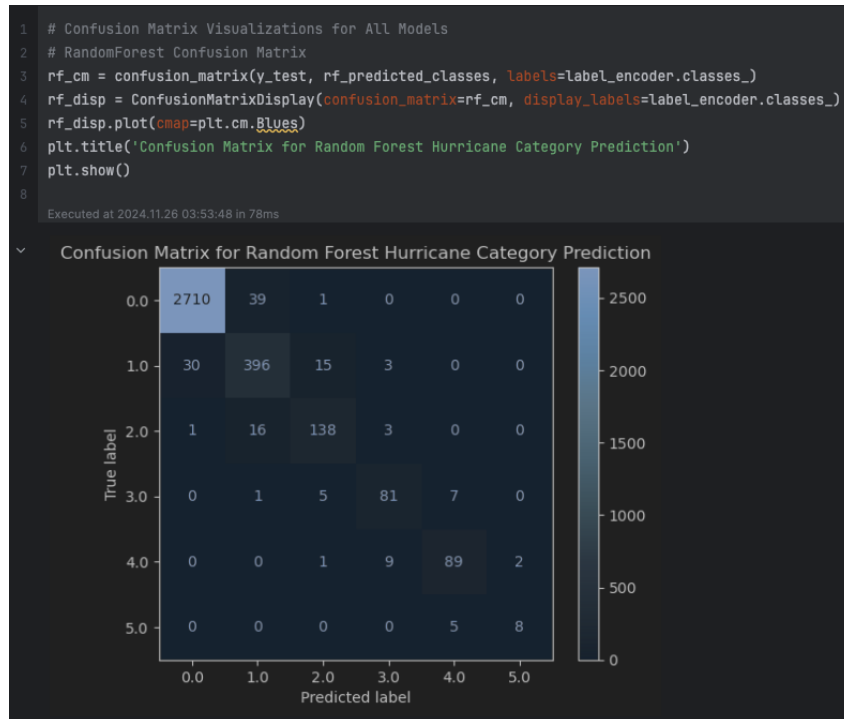 1 # Confusion Matrix Visualizations for All Models
2 # RandomForest Confusion Matrix
3 rf_cm = confusion_matrix(y_test, rf_predicted_classes, labels=label_encoder.classes_)
4 rf_disp = ConfusionMatrixDisplay(confusion_matrix=rf_cm, display_labels=label_encoder.classes_)
5 rf_disp.plot(cmap=plt.cm.Blues)
6 plt.title('Confusion Matrix for Random Forest Hurricane Category Prediction')
7 plt.show()
8
Executed at 2024.11.26 03:53:48 in 78ms
Confusion Matrix for Random Forest Hurricane Category Prediction
0.0 2710 39 1 0 0 0
1.0 30 396 15 3 0 0
2.0 1 16 138 3 0 0
3.0 0 1 5 81 7 0
4.0 0 0 1 9 89 2
5.0 0 0 0 0 5 8
0.0 1.0 2.0 3.0 4.0 5.0
True label
Predicted label
2500
2000
1500
1000
500
0